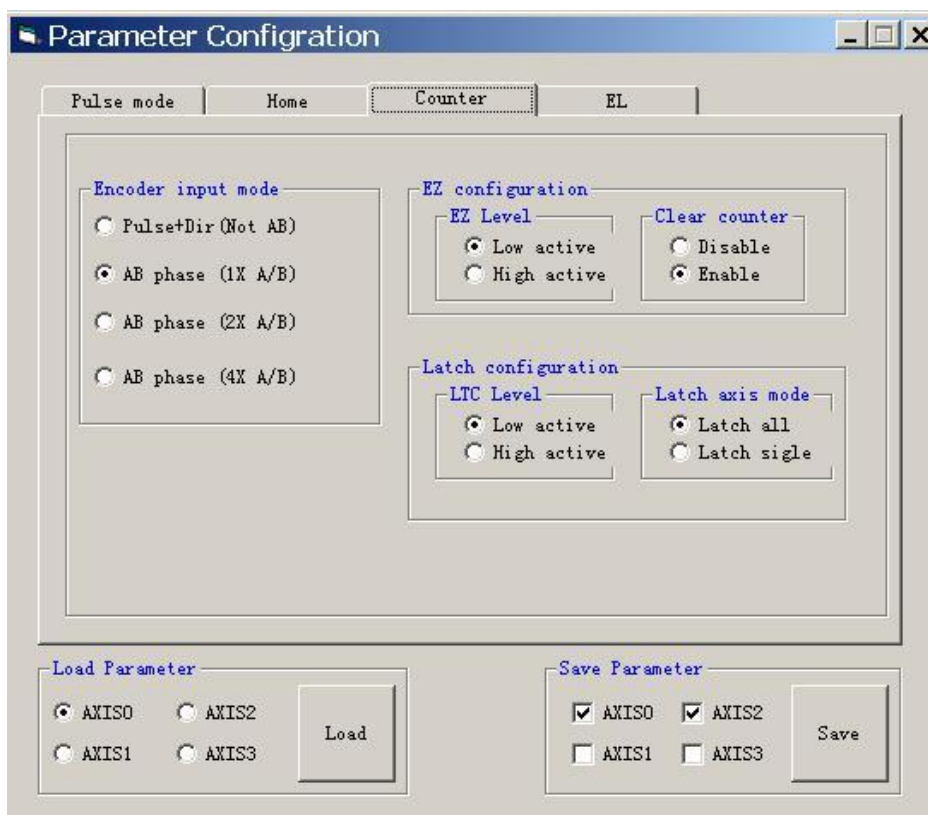 Parameter Configration
Pulse mode Home Counter EL
Encoder input mode
Pulse+Dir(Not AB)
AB phase (1X A/B)
AB phase (2X A/B)
AB phase (4X A/B)
EZ configuration
EZ Level
Low active
High active
Clear counter
Disable
Enable
Latch configuration
LTC Level
Low active
High active
Latch axis mode
Latch all
Latch sigle
Load Parameter
AXIS0 AXIS2
AXIS1 AXIS3
Load
Save Parameter
AXIS0 AXIS2
AXIS1 AXIS3
Save